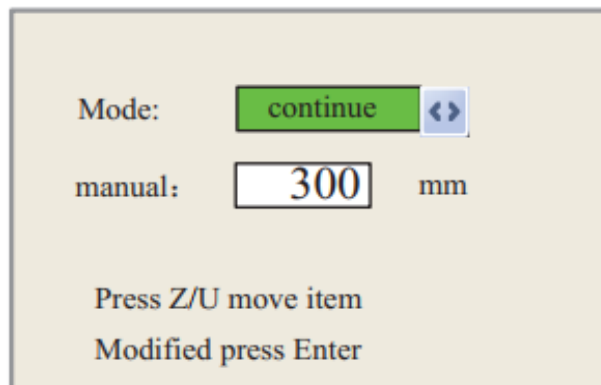 Mode: continue
manual： 300 mm
Press Z/U move item
Modified press Enter